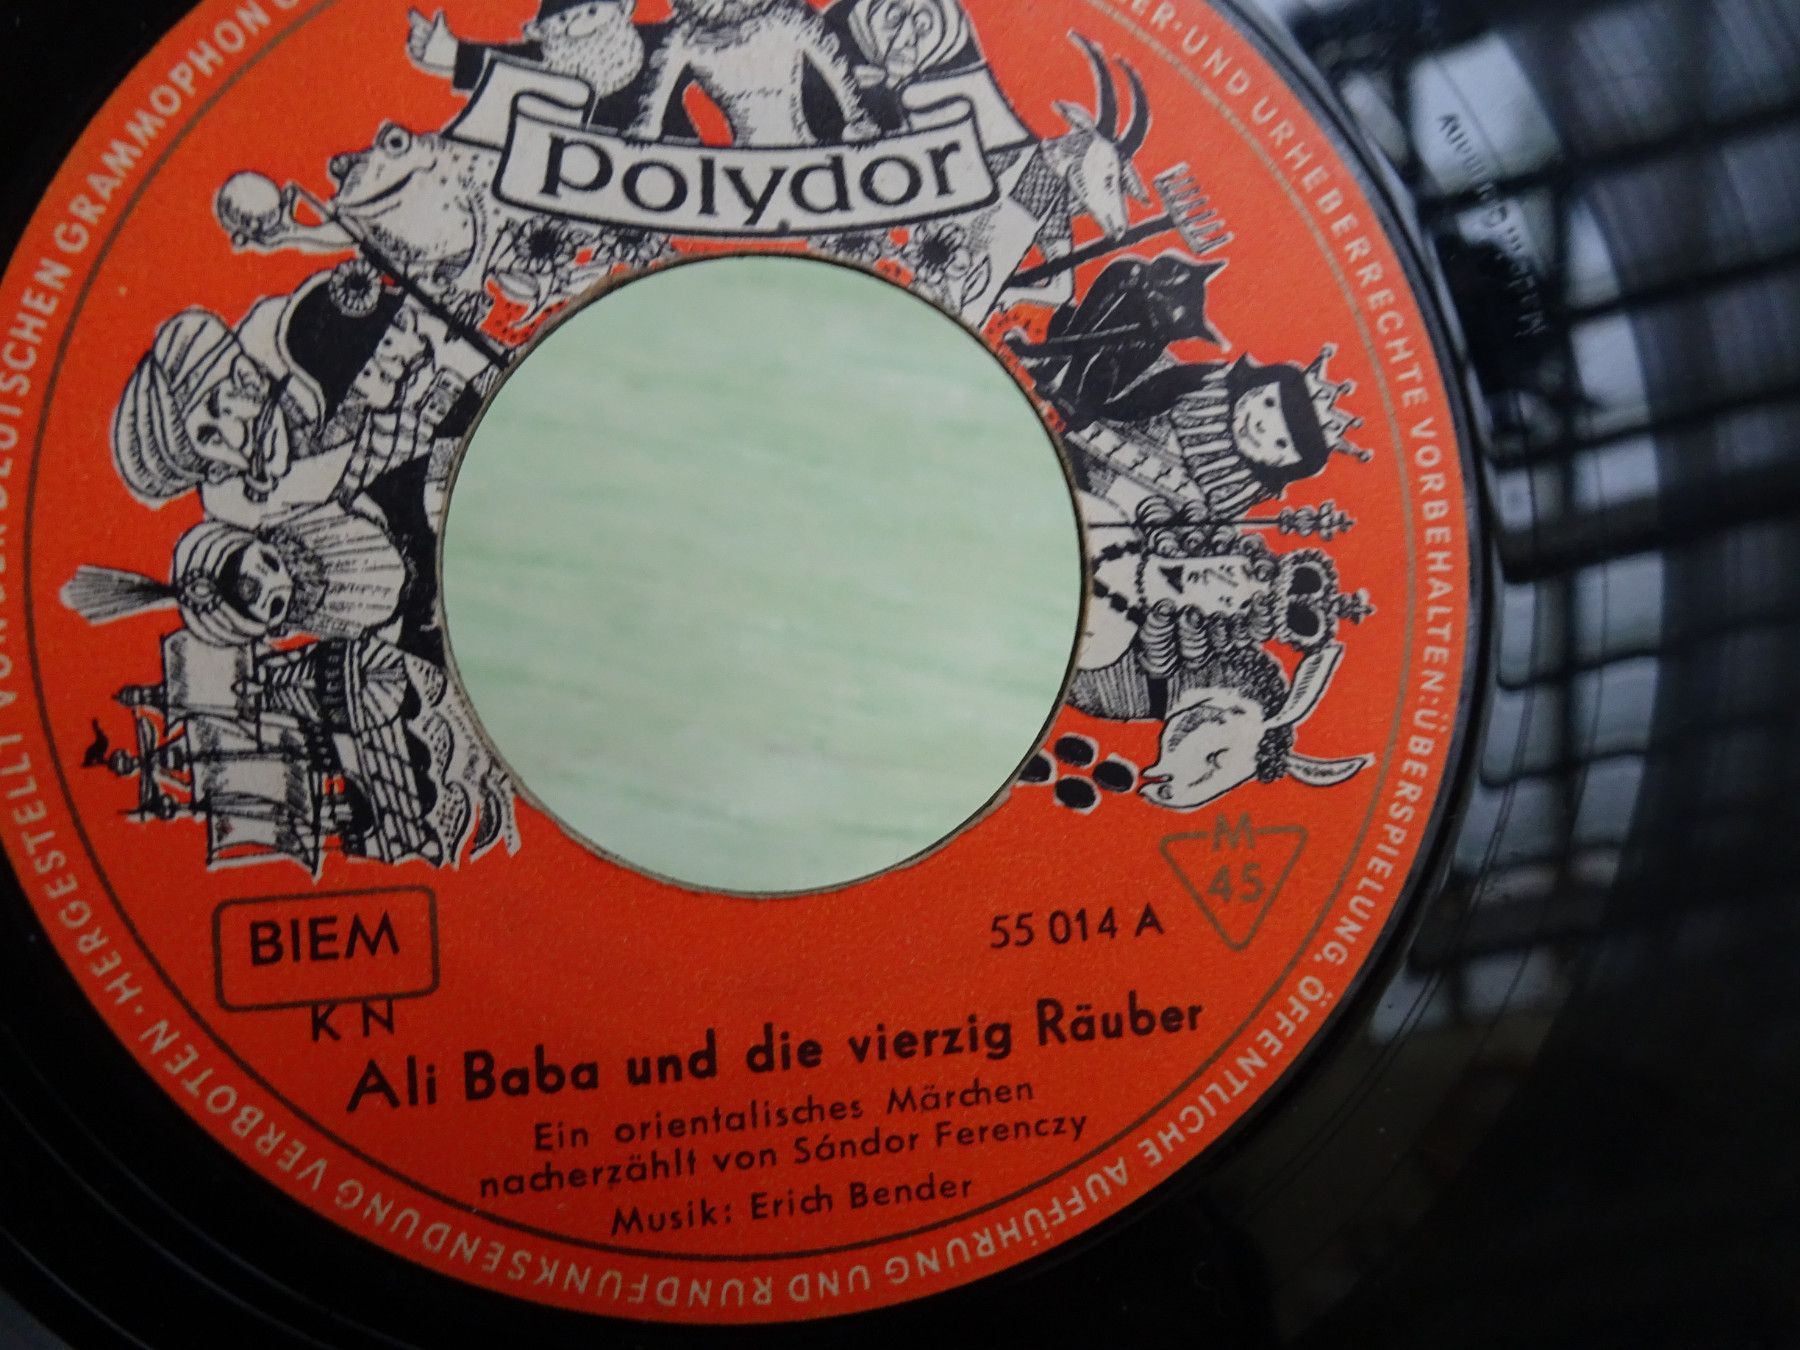 polydor
BIEM
K N
55 014 A
M
45
Ali Baba und die vierzig Räuber
Ein orientalisches Märchen
nacherzählt von Sándor Ferenczy
Musik: Erich Bender
UND URHEBERRECHTE VORBEHALTEN: ÜBERSPIELUNG, ÖFFENTLICHE AUFFÜHRUNG UND RUNDFUNKSENDUNG VERBOTEN · HERGESTELLT VON DER DEUTSCHEN GRAMMOPHON